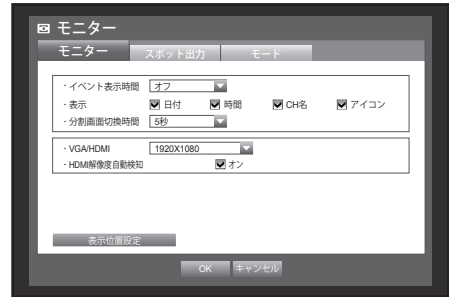 モニター
モニター スポット出力 モード
・イベント表示時間 オフ
・表示 日付 時間 CH名 アイコン
・分割画面切換時間 5秒
・VGA/HDMI 1920X1080
・HDMI解像度自動検知 オン
表示位置設定
OK キャンセル